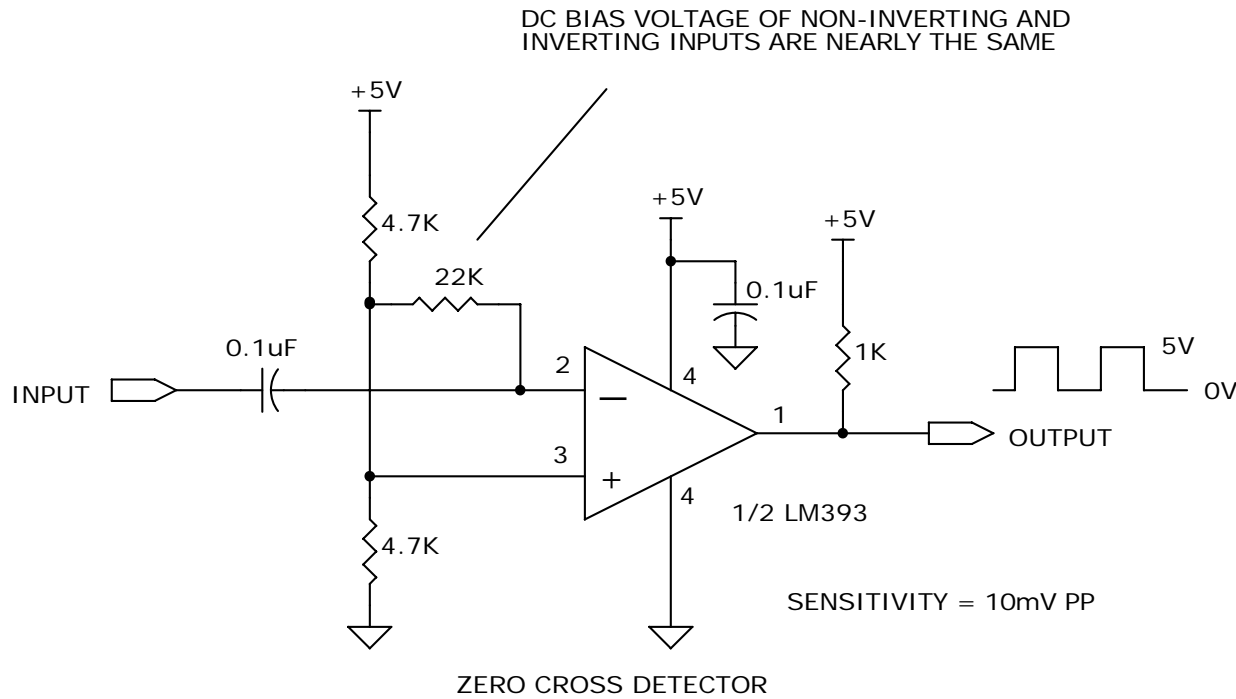 DC BIAS VOLTAGE OF NON-INVERTING AND
INVERTING INPUTS ARE NEARLY THE SAME
+5V
+5V
+5V
4.7K
22K
0.1uF
0.1uF
1K
5V
0V
INPUT
2
4
1
OUTPUT
3
4
1/2 LM393
4.7K
SENSITIVITY = 10mV PP
ZERO CROSS DETECTOR